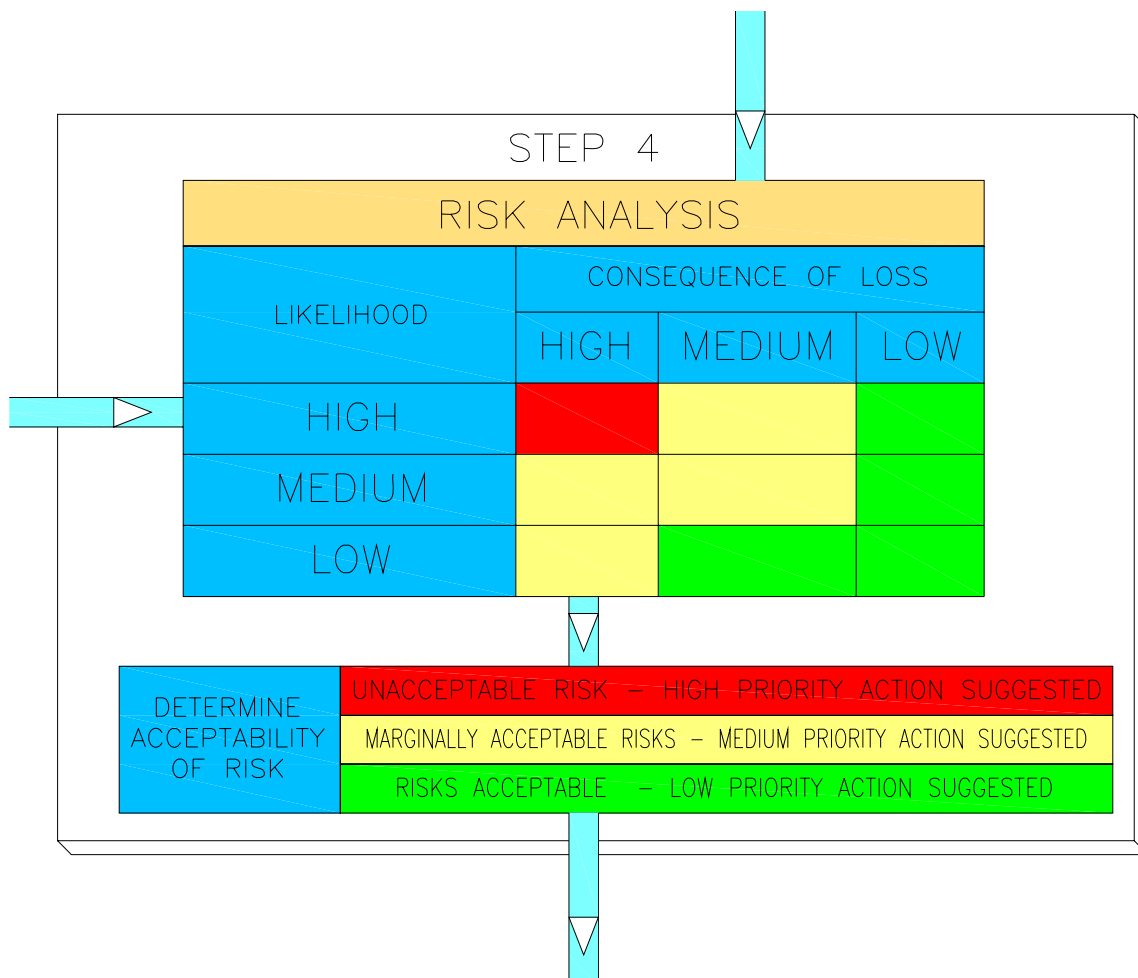 STEP 4
RISK ANALYSIS
LIKELIHOOD
CONSEQUENCE OF LOSS
HIGH
MEDIUM
LOW
HIGH
MEDIUM
LOW
DETERMINE
ACCEPTABILITY
OF RISK
UNACCEPTABLE RISK – HIGH PRIORITY ACTION SUGGESTED
MARGINALLY ACCEPTABLE RISKS – MEDIUM PRIORITY ACTION SUGGESTED
RISKS ACCEPTABLE – LOW PRIORITY ACTION SUGGESTED